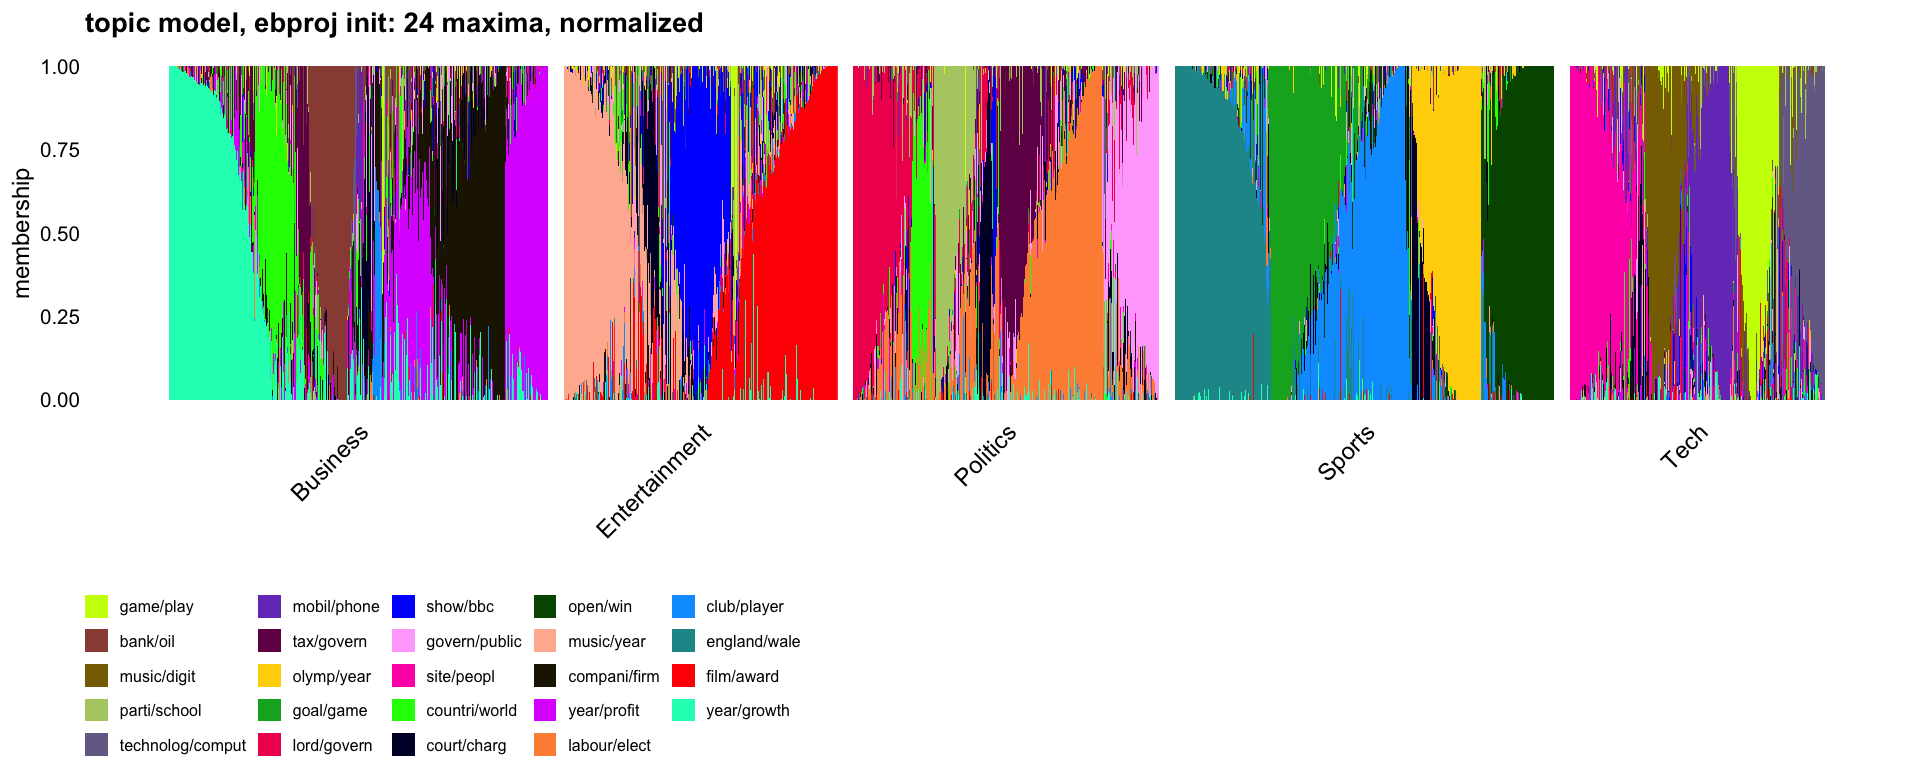 topic model, ebproj init: 24 maxima, normalized
1.00
0.75
0.50
0.25
0.00
membership
Business
Entertainment
Politics
Sports
Tech
game/play mobil/phone show/bbc open/win club/player
bank/oil tax/govern govern/public music/year england/wale
music/digit olymp/year site/peopl compani/firm film/award
parti/school goal/game countri/world year/profit year/growth
technolog/comput lord/govern court/charg labour/elect